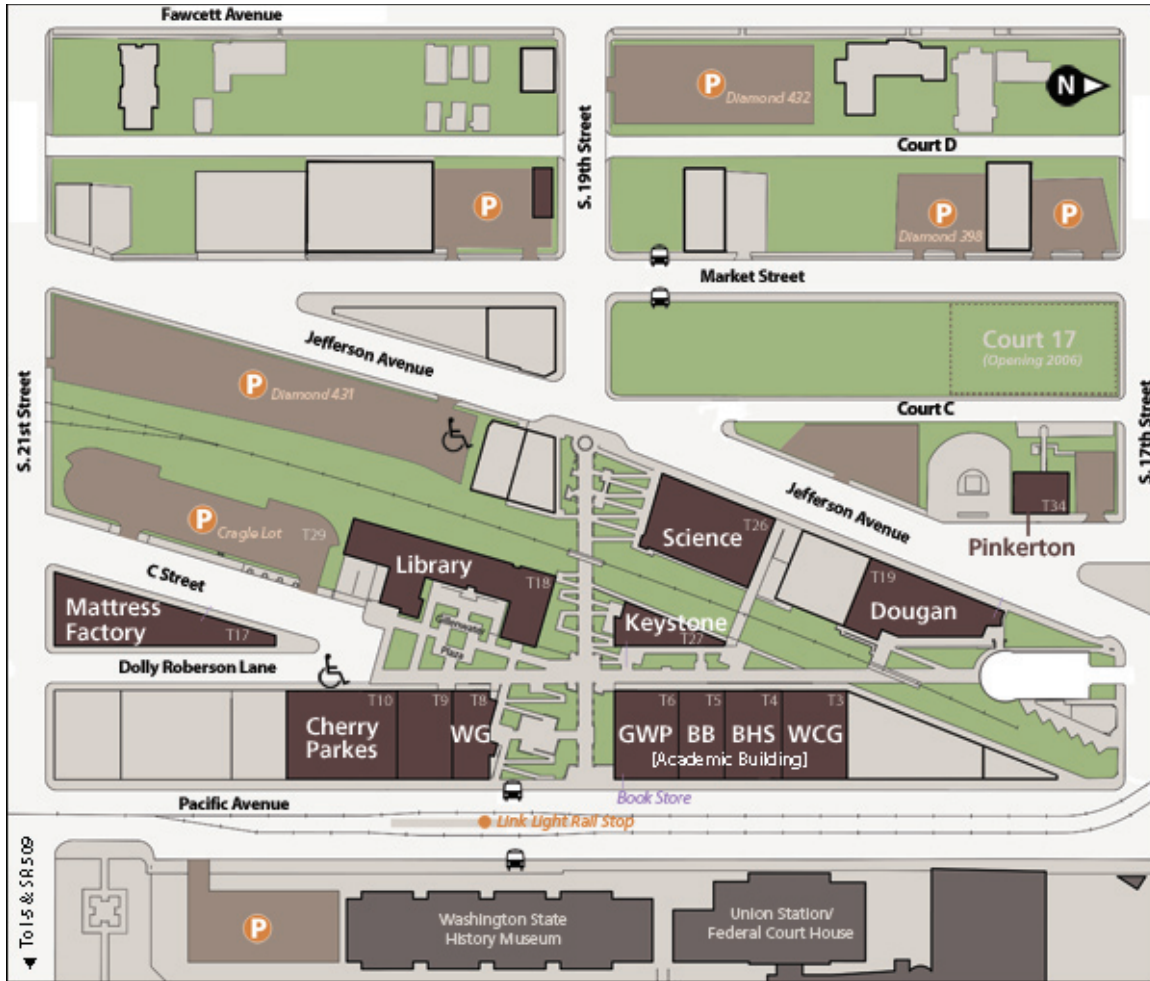 Fawcett Avenue
P
Diamond 432
N
Court D
S. 19th Street
P
P
Diamond 398
P
Market Street
Jefferson Avenue
Court 17
(Opening 2006)
S. 21st Street
P
Diamond 431
Court C
S. 17th Street
Jefferson Avenue
T34
Pinkerton
Science
T26
P
Cragle Lot
T29
Library
T18
C Street
T19
Dougan
Mattress
Factory
T17
Gillenwater
Plaza
Keystone
T27
Dolly Roberson Lane
T10
T9
T8
T6
T5
T4
T3
Cherry
Parkes
WG
GWP
BB
BHS
WCG
[Academic Building]
Pacific Avenue
Book Store
Link Light Rail Stop
To I-5 & SR 509
P
Washington State
History Museum
Union Station/
Federal Court House